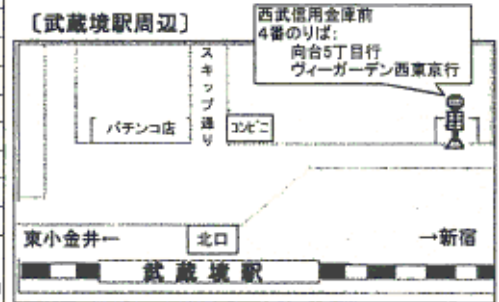 〔武蔵境駅周辺〕
西武信用金庫前
4番のりば:
向台5丁目行
ヴィーガーデン西東京行
スキップ通り
パチンコ店
コンビニ
東小金井←
北口
→新宿
武蔵境駅